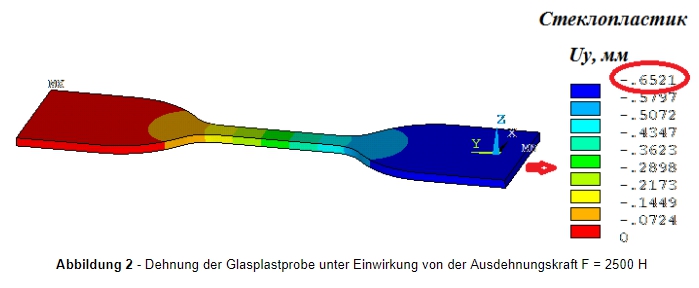 Стеклопластик
Uy, мм
MX
-.6521
-.5797
-.5072
-.4347
-.3623
-.2898
-.2173
-.1449
-.0724
0
Z
X
Y
MN
Abbildung 2 - Dehnung der Glasplastprobe unter Einwirkung von der Ausdehnungskraft F = 2500 H